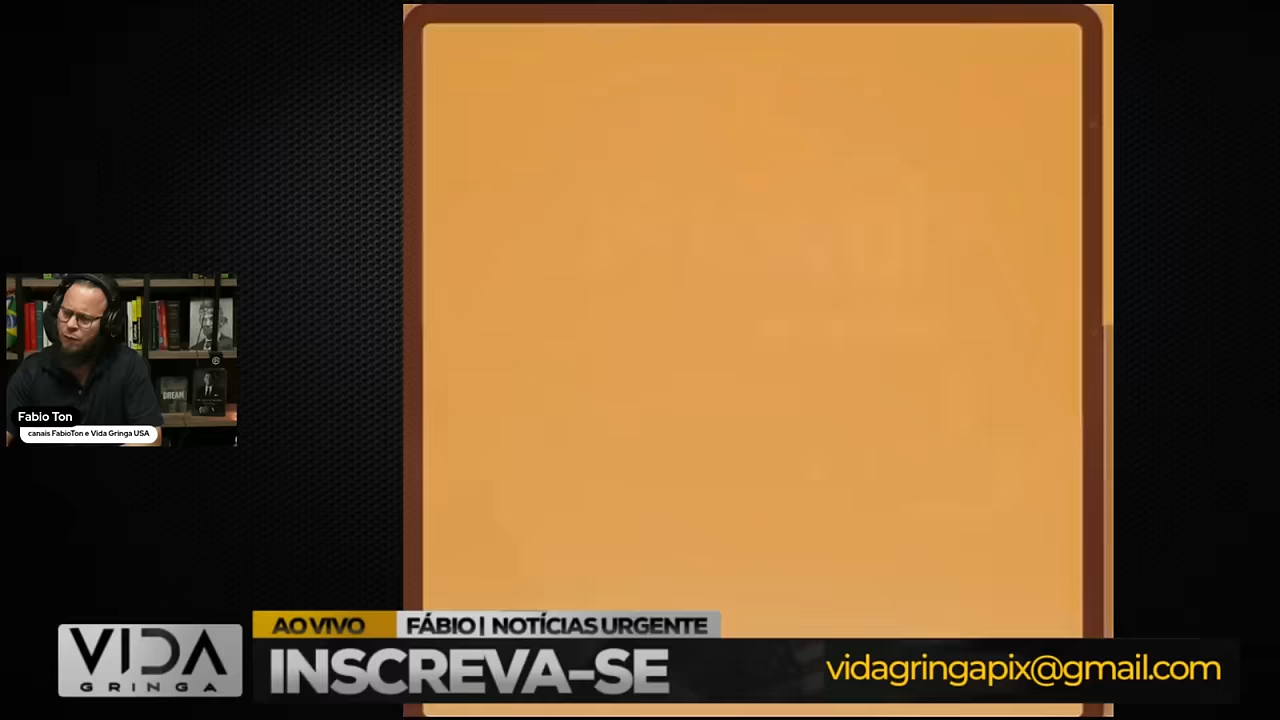 DREAM
Fabio Ton
canais FabioTon e Vida Gringa USA
AO VIVO
FÁBIO | NOTÍCIAS URGENTE
VIDA
GRINGA
INSCREVA-SE
vidagringapix@gmail.com